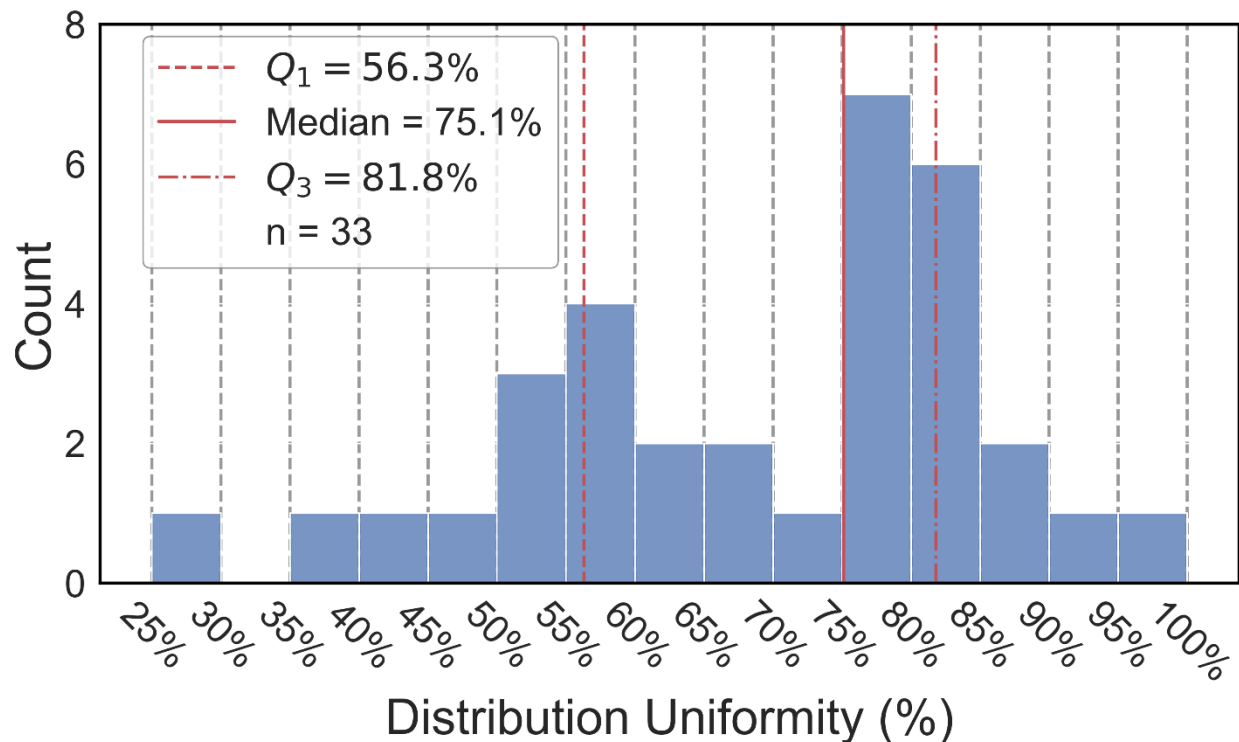 8
6
4
2
0
Count
Q₁ = 56.3%
Median = 75.1%
Q₃ = 81.8%
n = 33
25% 30% 35% 40% 45% 50% 55% 60% 65% 70% 75% 80% 85% 90% 95% 100%
Distribution Uniformity (%)